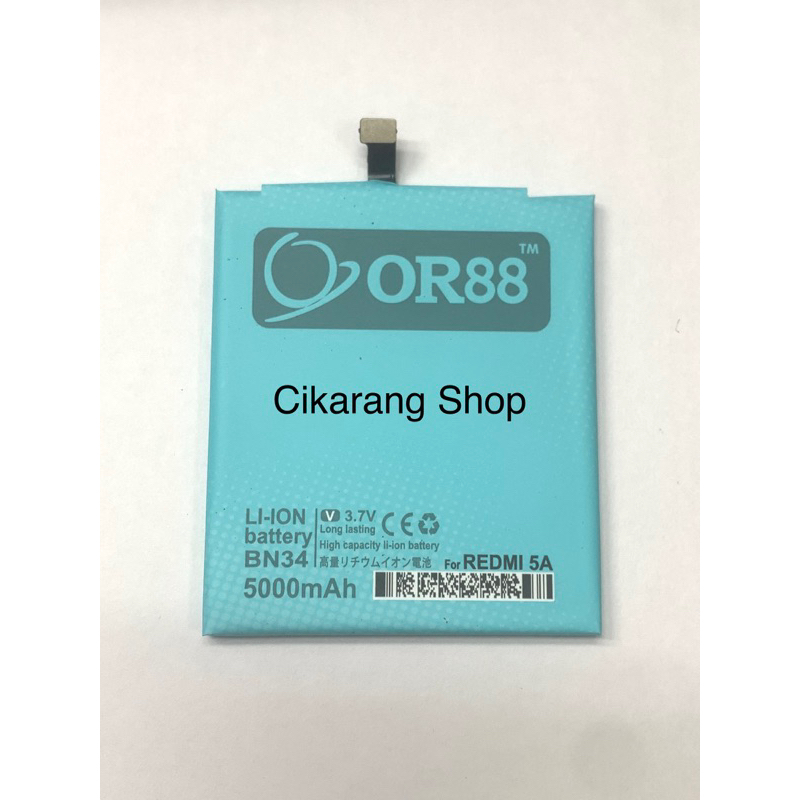 OR88™
Cikarang Shop
LI-ION
battery
BN34
5000mAh
V 3.7V
Long lasting
High capacity li-ion battery
高量リチウムイオン電池
For REDMI 5A